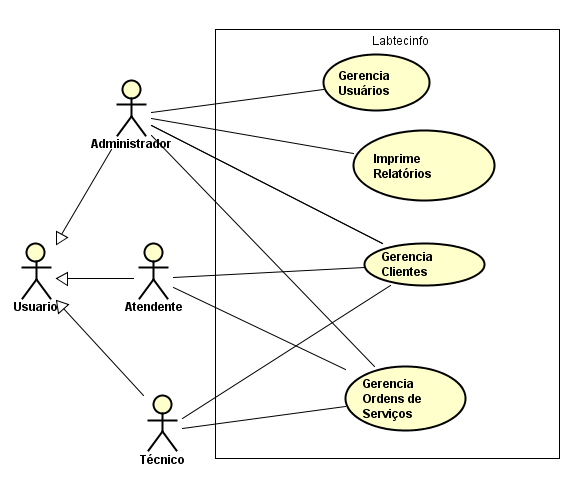 Labtecinfo
Gerencia
Usuários
Administrador
Imprime
Relatórios
Gerencia
Clientes
Usuario
Atendente
Gerencia
Ordens de
Serviços
Técnico